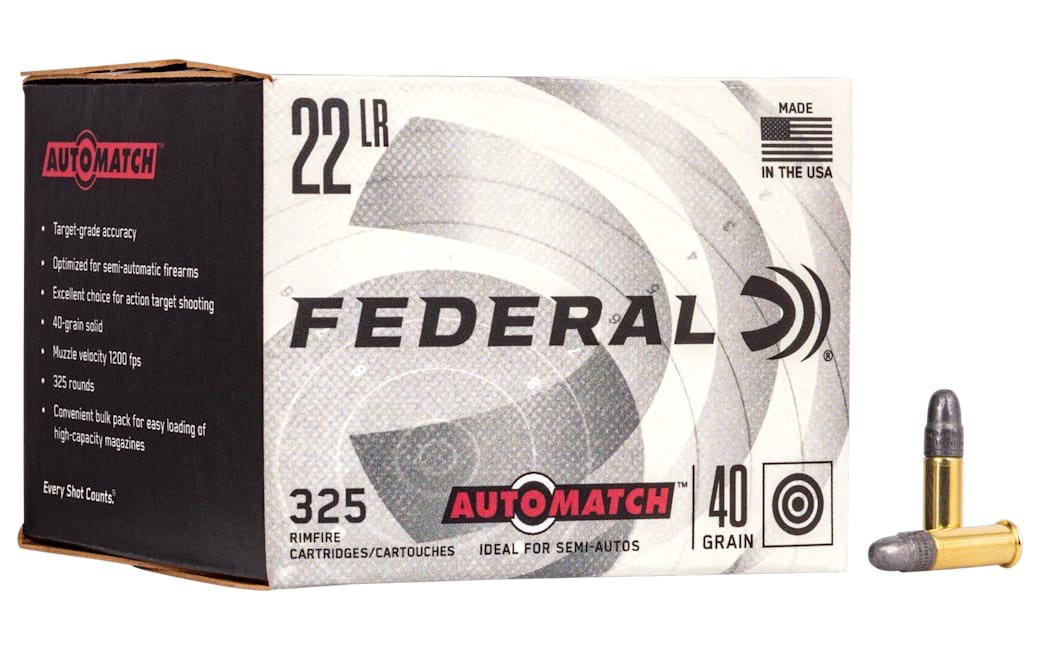 AUTOMATCH™
• Target-grade accuracy
• Optimized for semi-automatic firearms
• Excellent choice for action target shooting
• 40-grain solid
• Muzzle velocity 1200 fps
• 325 rounds
• Convenient bulk pack for easy loading of
high-capacity magazines
Every Shot Counts.®
22 LR
MADE
IN THE USA
FEDERAL ®
325
RIMFIRE
CARTRIDGES/CARTOUCHES
AUTOMATCH™
IDEAL FOR SEMI-AUTOS
40
GRAIN